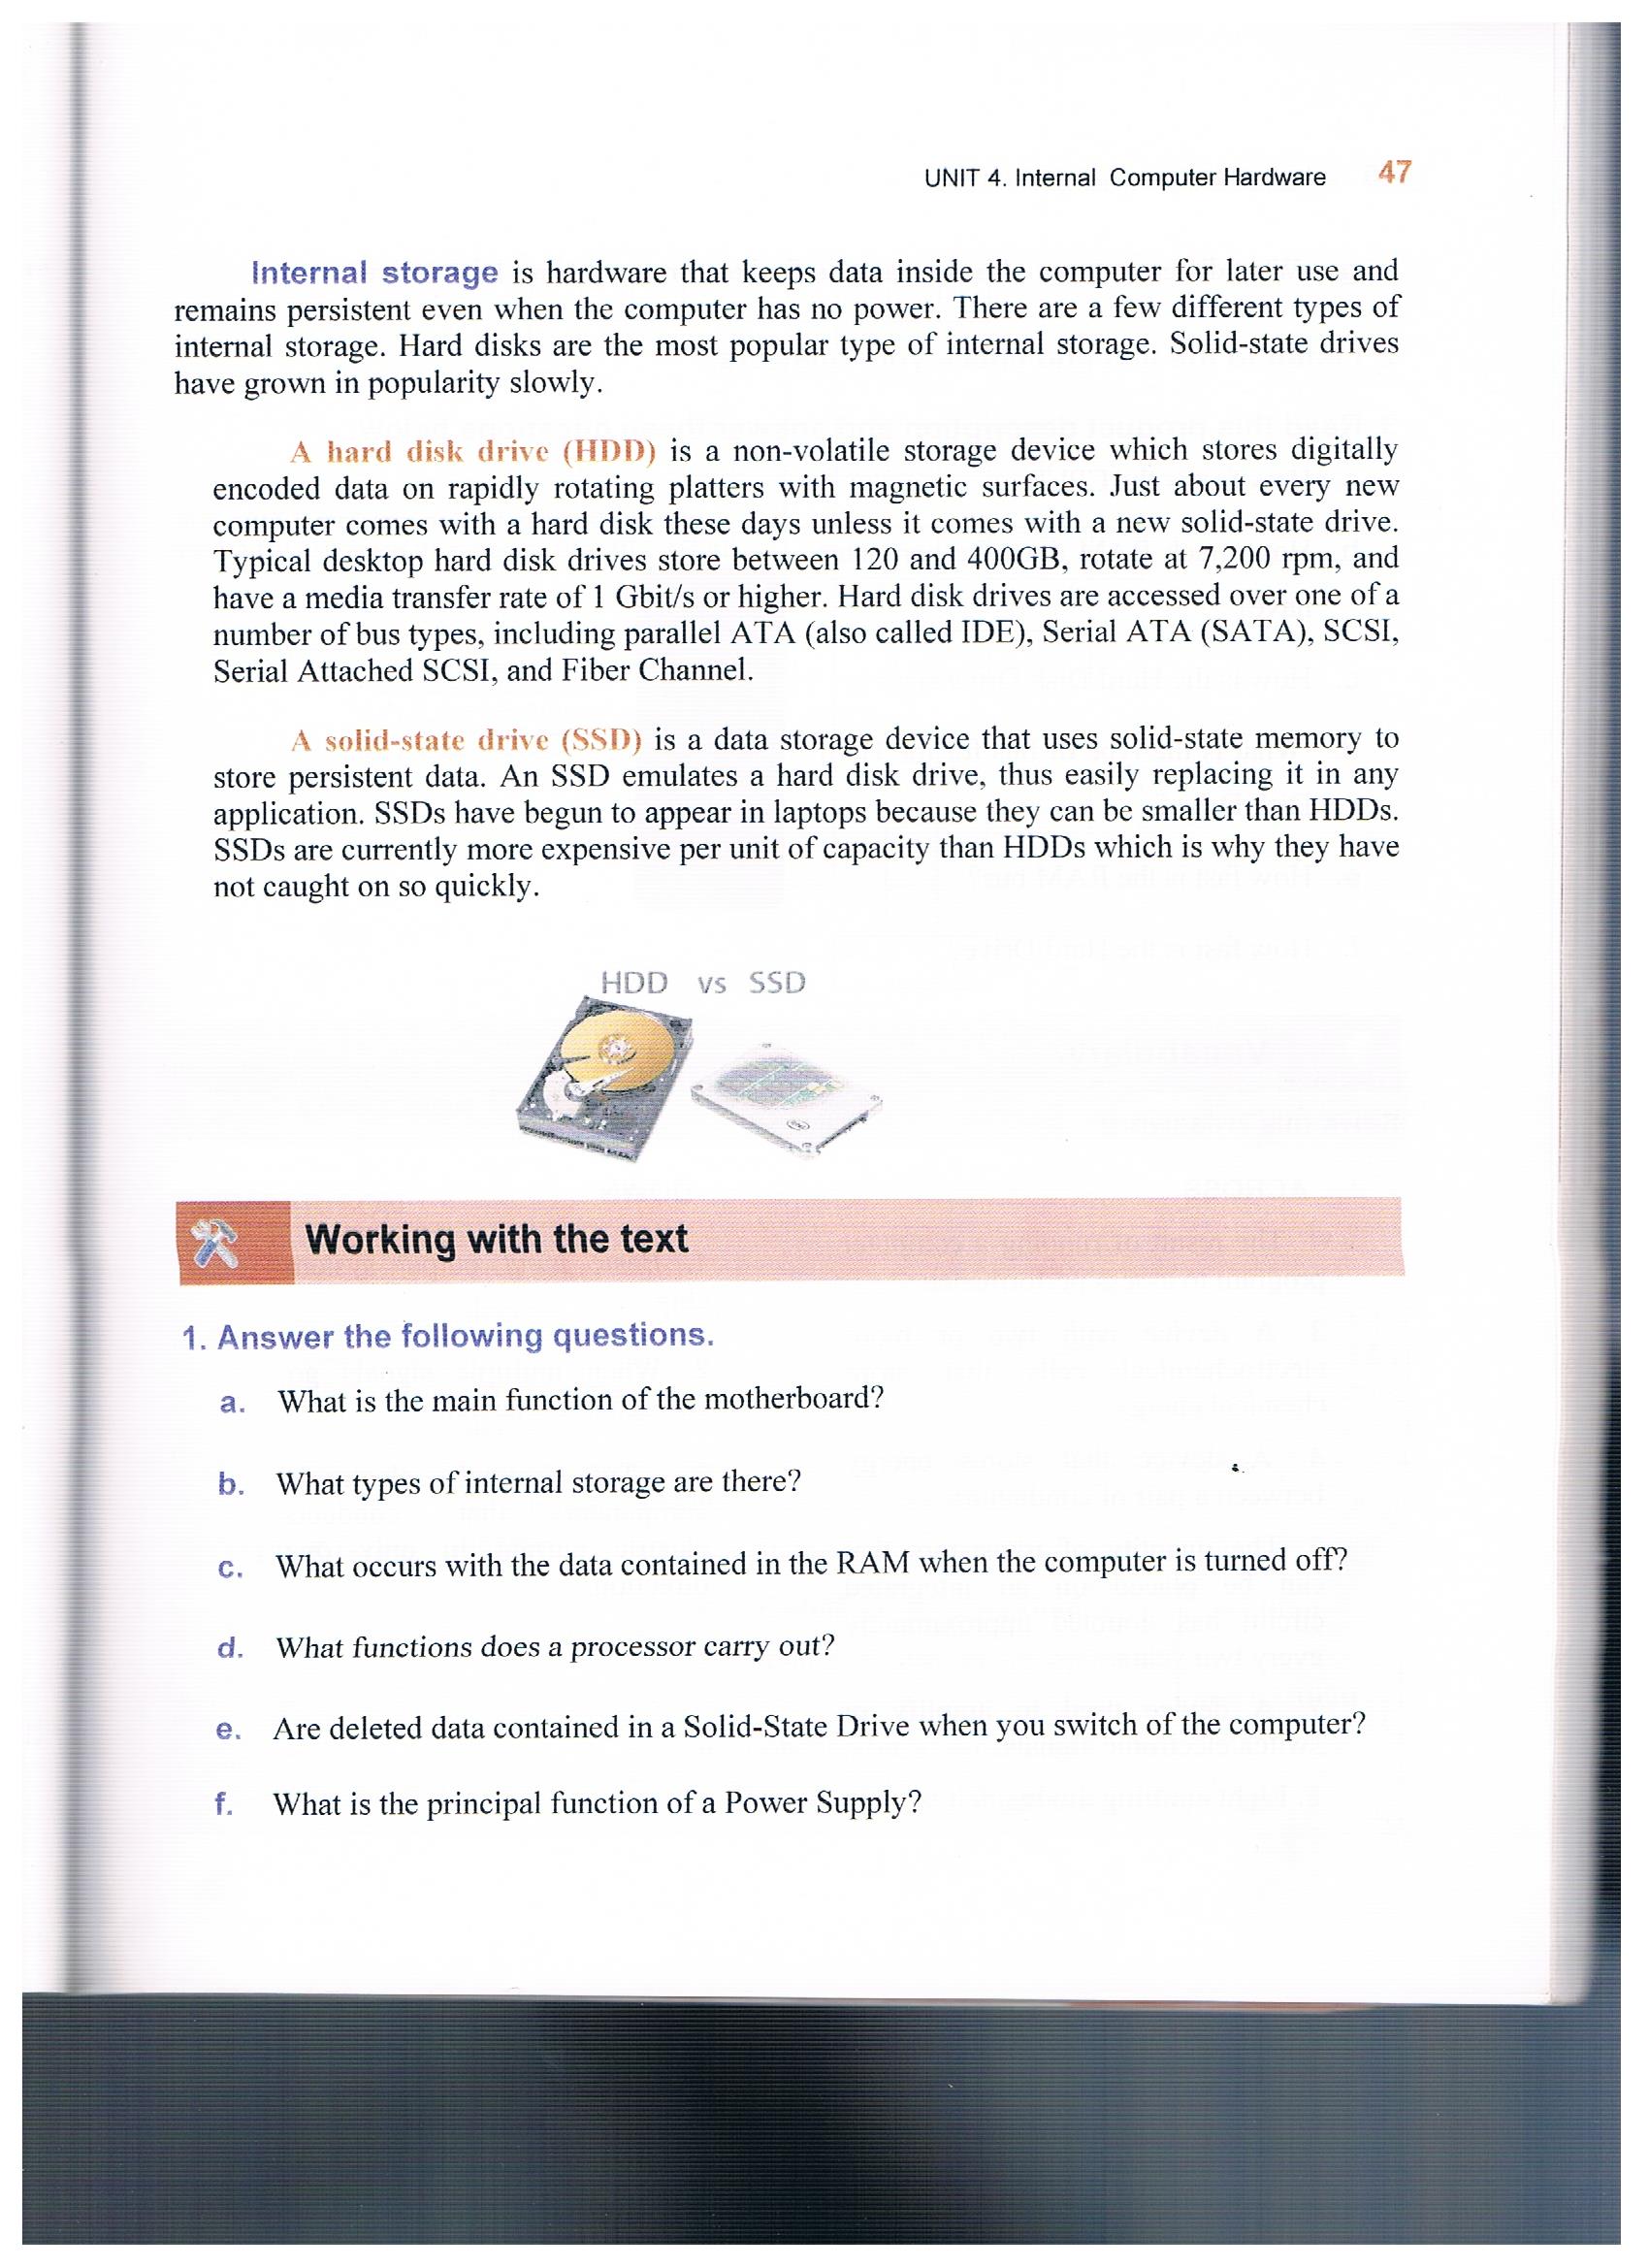 UNIT 4. Internal Computer Hardware 47
Internal storage is hardware that keeps data inside the computer for later use and
remains persistent even when the computer has no power. There are a few different types of
internal storage. Hard disks are the most popular type of internal storage. Solid-state drives
have grown in popularity slowly.
A hard disk drive (HDD) is a non-volatile storage device which stores digitally
encoded data on rapidly rotating platters with magnetic surfaces. Just about every new
computer comes with a hard disk these days unless it comes with a new solid-state drive.
Typical desktop hard disk drives store between 120 and 400GB, rotate at 7,200 rpm, and
have a media transfer rate of 1 Gbit/s or higher. Hard disk drives are accessed over one of a
number of bus types, including parallel ATA (also called IDE), Serial ATA (SATA), SCSI,
Serial Attached SCSI, and Fiber Channel.
A solid-state drive (SSD) is a data storage device that uses solid-state memory to
store persistent data. An SSD emulates a hard disk drive, thus easily replacing it in any
application. SSDs have begun to appear in laptops because they can be smaller than HDDs.
SSDs are currently more expensive per unit of capacity than HDDs which is why they have
not caught on so quickly.
HDD vs SSD
Working with the text
1. Answer the following questions.
a. What is the main function of the motherboard?
b. What types of internal storage are there?
c. What occurs with the data contained in the RAM when the computer is turned off?
d. What functions does a processor carry out?
e. Are deleted data contained in a Solid-State Drive when you switch of the computer?
f. What is the principal function of a Power Supply?